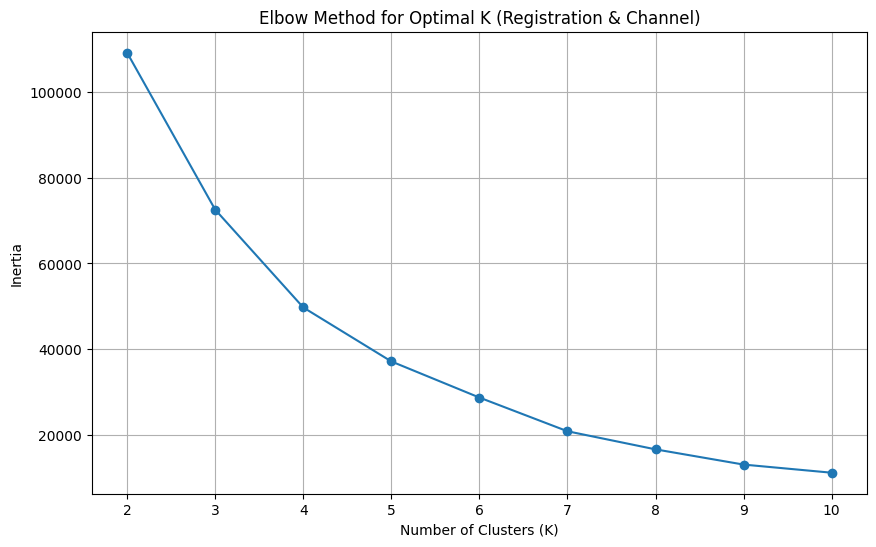 Elbow Method for Optimal K (Registration & Channel)
100000
80000
60000
40000
20000
Inertia
2 3 4 5 6 7 8 9 10
Number of Clusters (K)